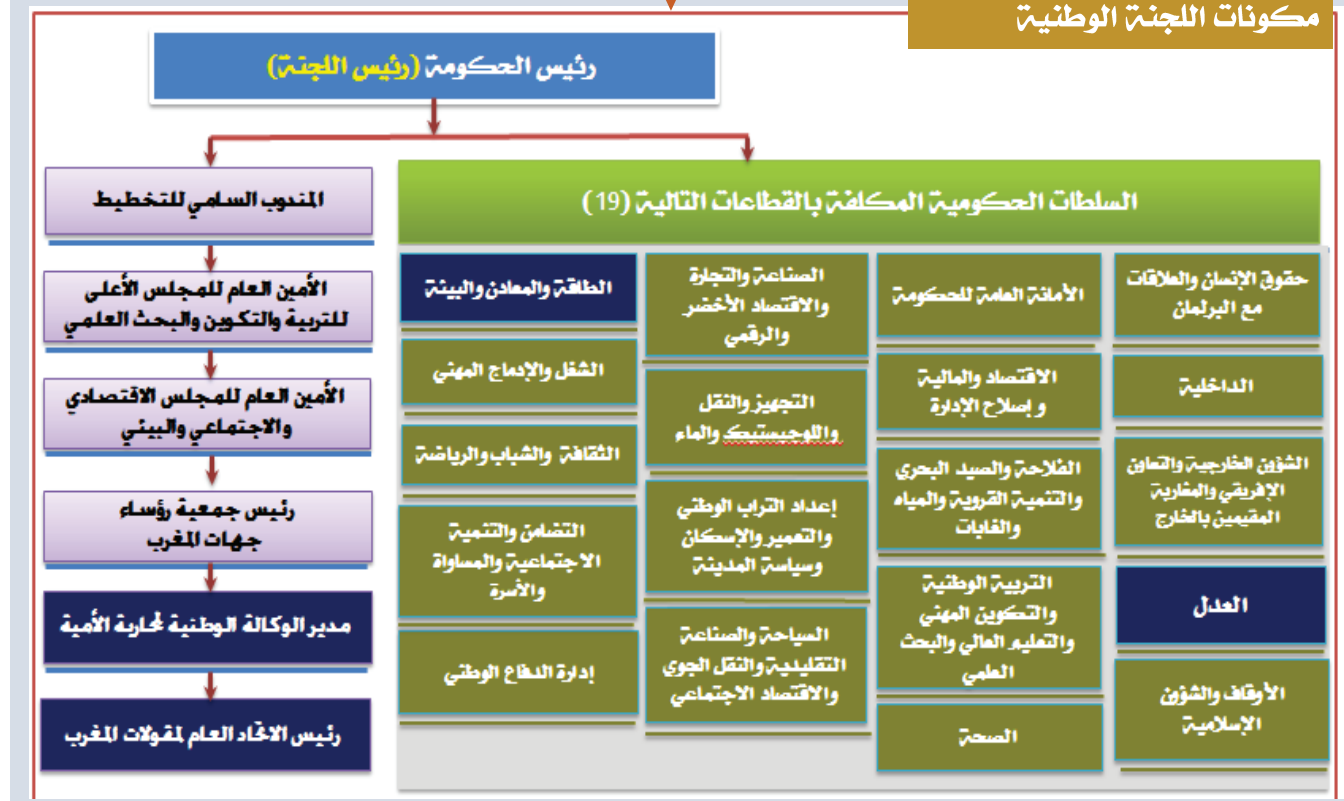 مكونات اللجنة الوطنية
رئيس الحكومة (رئيس اللجنة)
السلطات الحكومية المكلفة بالقطاعات التالية (19)
حقوق الإنسان والعلاقات
مع البرلمان
الداخلية
الشؤون الخارجية والتعاون
الإفريقي والمغاربة
المقيمين بالخارج
العدل
الأوقاف والشؤون
الإسلامية
الأمانة العامة للحكومة
الاقتصاد والمالية
و إصلاح الإدارة
الفلاحة والصيد البحري
والتنمية القروية والمياه
والغابات
التربية الوطنية
والتكوين المهني
والتعليم العالي والبحث
العلمي
الصحة
الصناعة والتجارة
والاقتصاد الأخضر
والرقمي
التجهيز والنقل
واللوجيستيك والماء
إعداد التراب الوطني
والتعمير والإسكان
وسياسة المدينة
السياحة والصناعة
التقليدية والنقل الجوي
والاقتصاد الاجتماعي
الطاقة والمعادن والبيئة
الشغل والإدماج المهني
الثقافة والشباب والرياضة
التضامن والتنمية
الاجتماعية والمساواة
والأسرة
إدارة الدفاع الوطني
المندوب السامي للتخطيط
الأمين العام للمجلس الأعلى
للتربية والتكوين والبحث العلمي
الأمين العام للمجلس الاقتصادي
والاجتماعي والبيئي
رئيس جمعية رؤساء
جهات المغرب
مدير الوكالة الوطنية لمحاربة الأمية
رئيس الاتحاد العام لمقولات المغرب